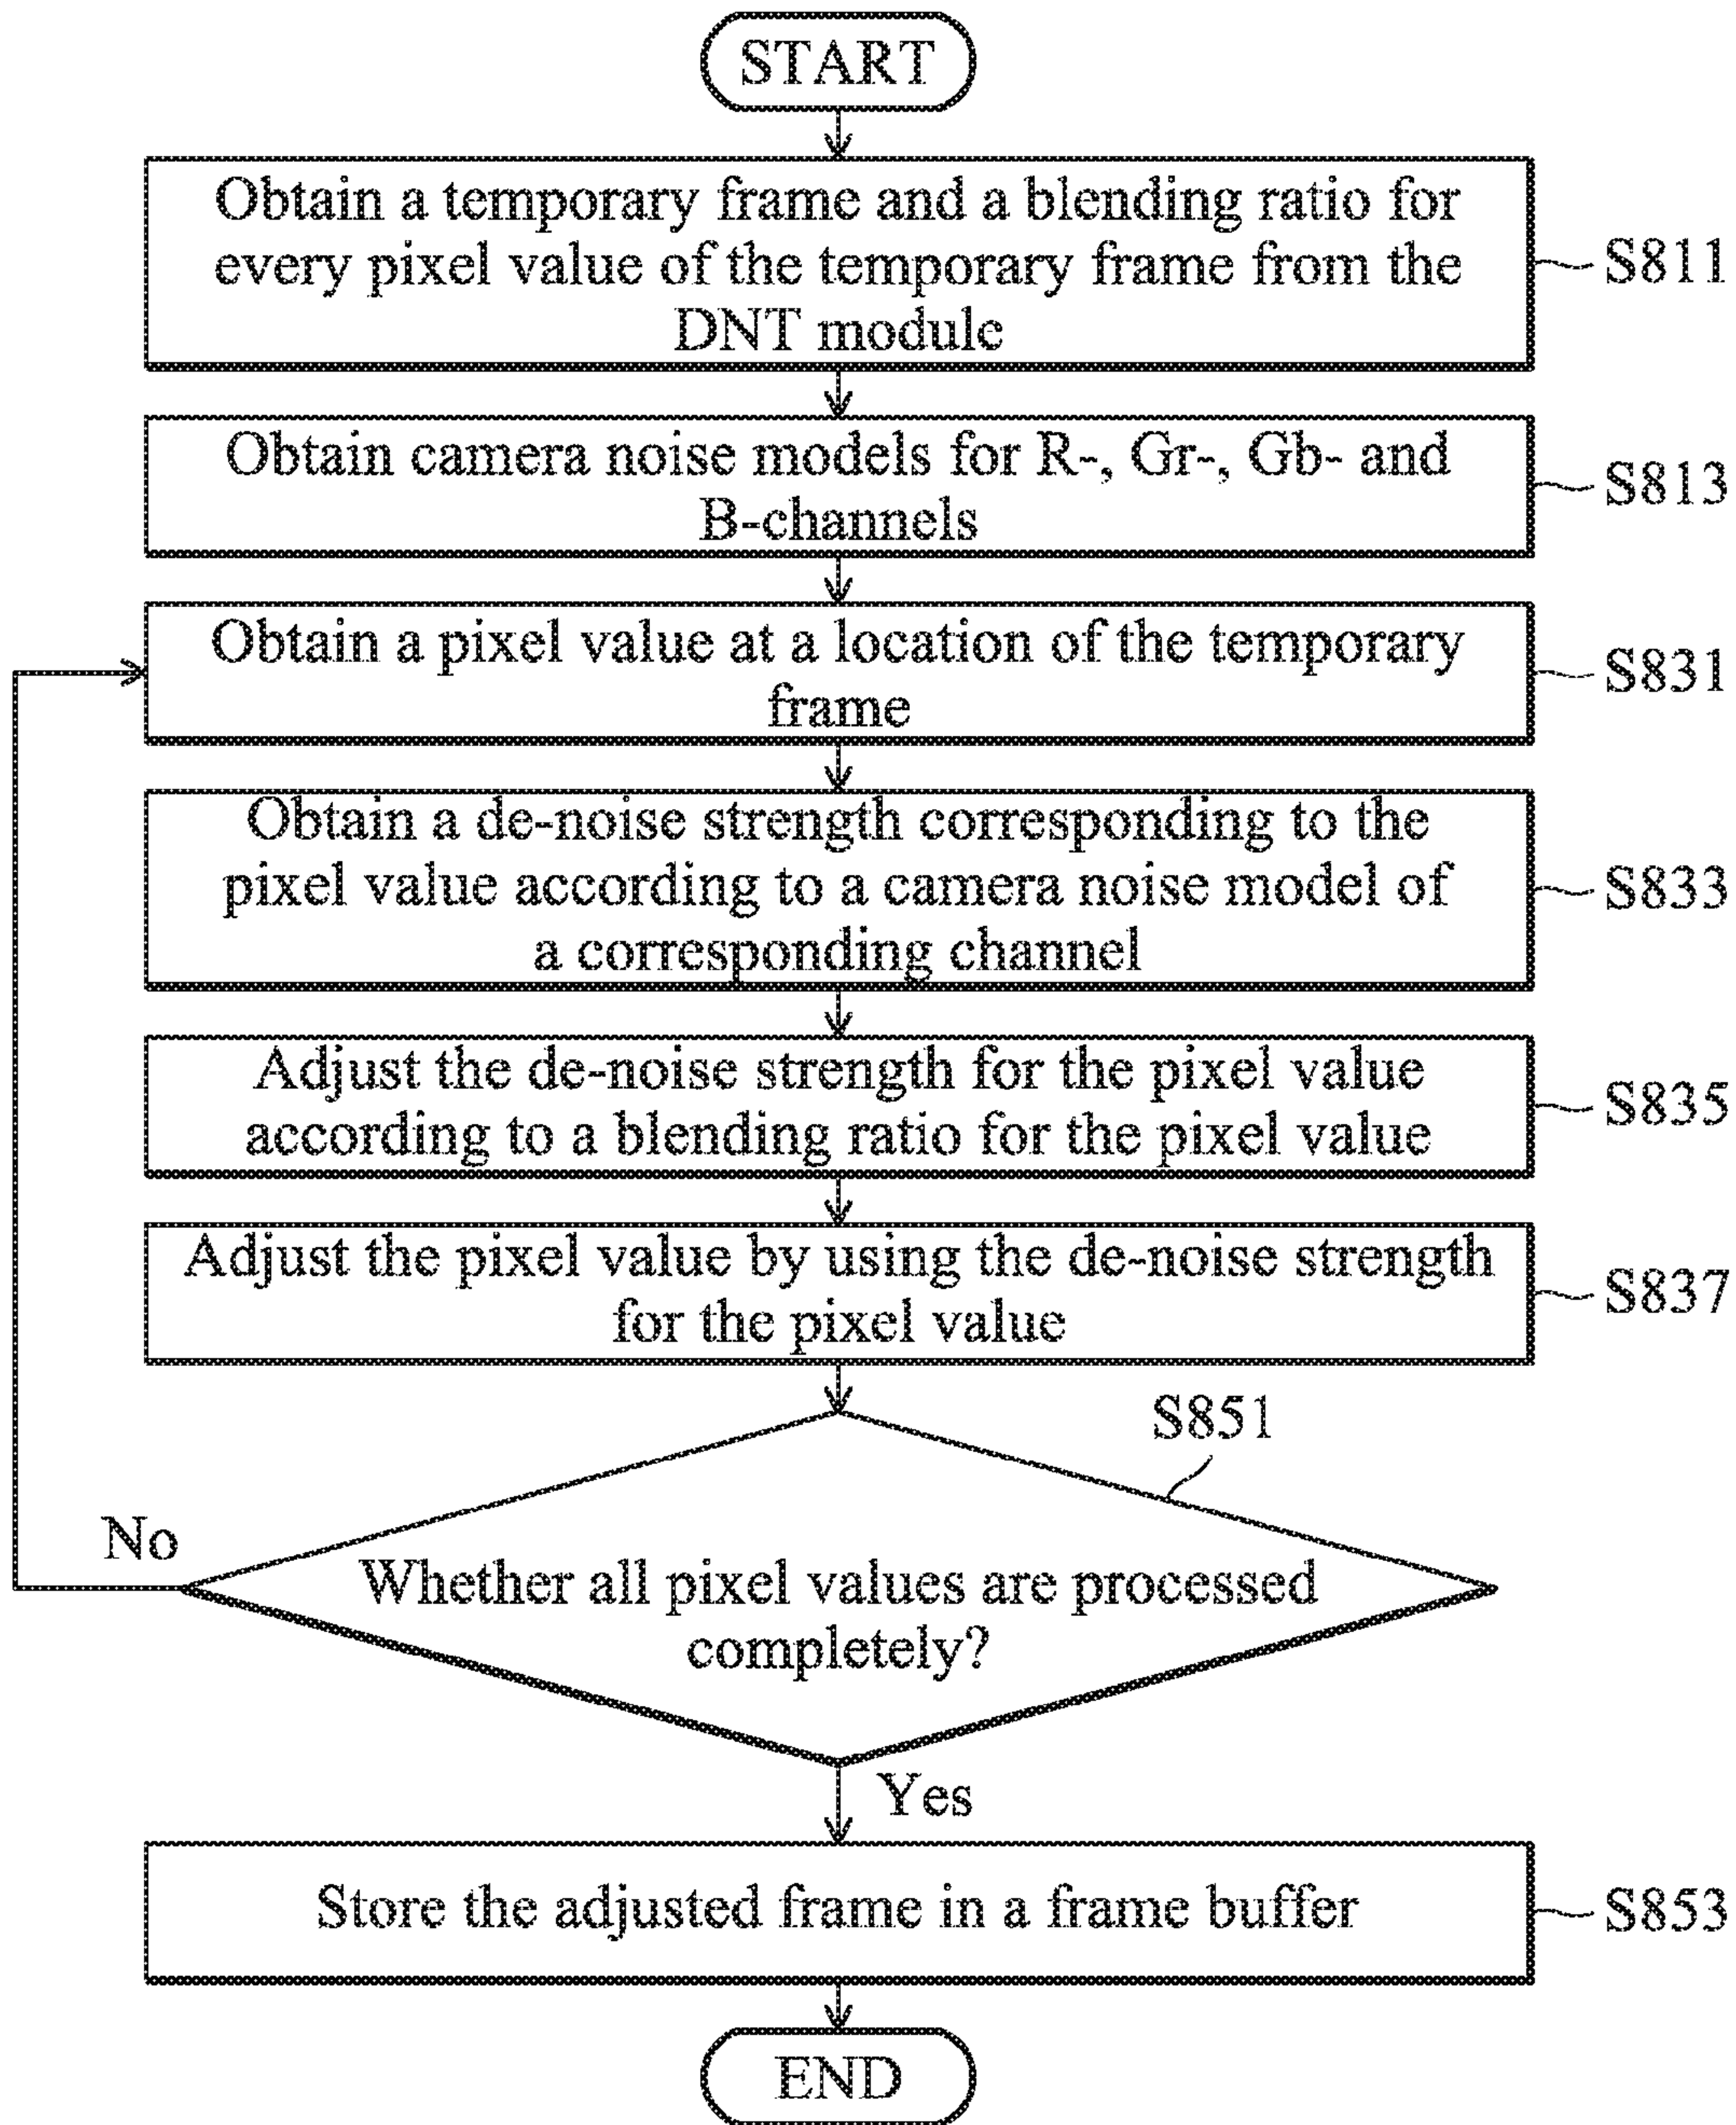 START
Obtain a temporary frame and a blending ratio for
every pixel value of the temporary frame from the
DNT module
S811
Obtain camera noise models for R-, Gr-, Gb- and
B-channels
S813
Obtain a pixel value at a location of the temporary
frame
S831
Obtain a de-noise strength corresponding to the
pixel value according to a camera noise model of
a corresponding channel
S833
Adjust the de-noise strength for the pixel value
according to a blending ratio for the pixel value
S835
Adjust the pixel value by using the de-noise strength
for the pixel value
S837
S851
No
Whether all pixel values are processed
completely?
Yes
Store the adjusted frame in a frame buffer
S853
END